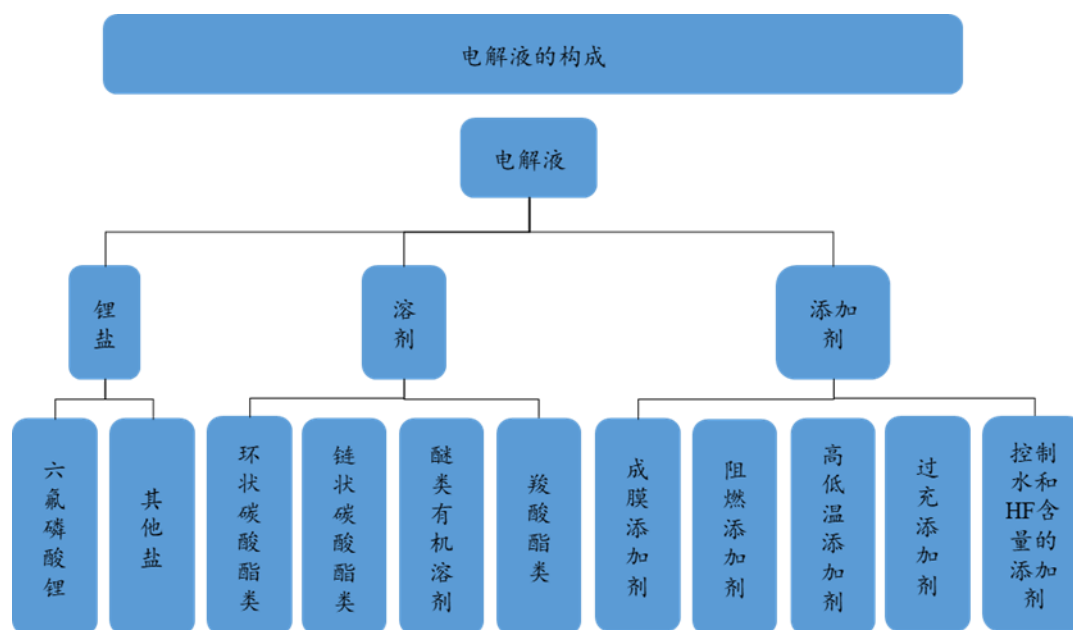 电解液的构成
电解液
锂
盐
溶
剂
添加
剂
六
氟
磷
酸
锂
其
他
盐
环
状
碳
酸
酯
类
链
状
碳
酸
酯
类
醚
类
有
机
溶
剂
羧
酸
酯
类
成
膜
添
加
剂
阻
燃
添
加
剂
高
低
温
添
加
剂
过
充
添
加
剂
控制
水和
HF含
量的
添加
剂